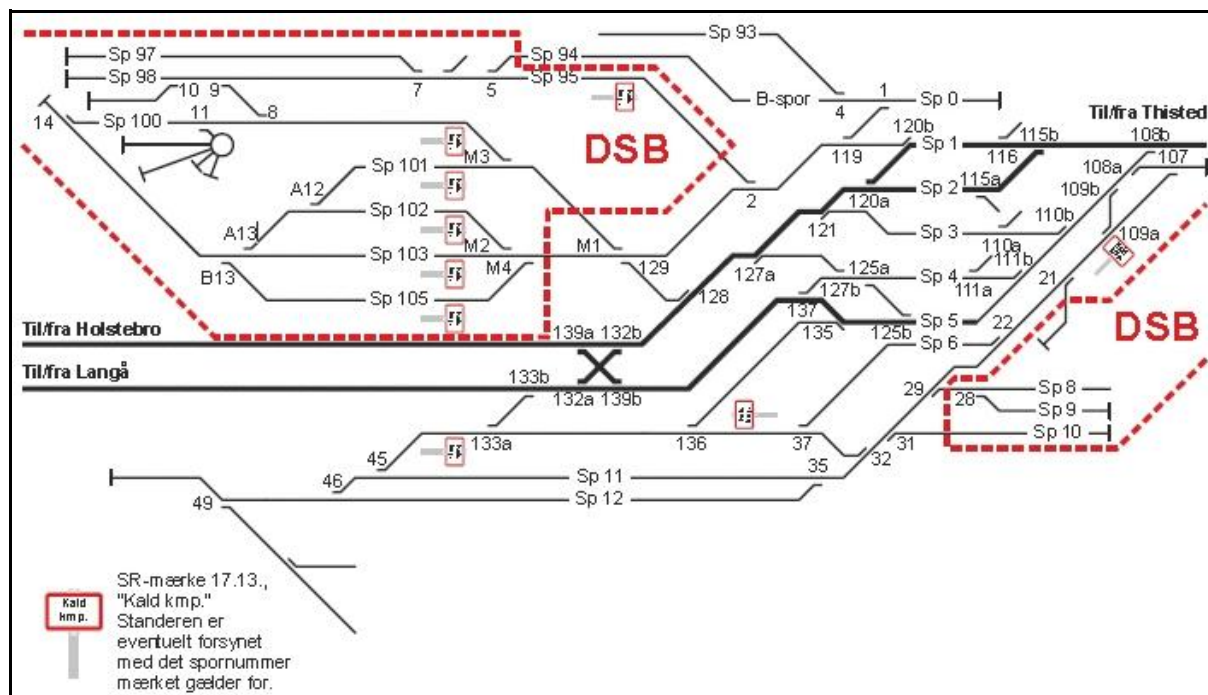 Sp 93
Sp 97
Sp 94
Sp 98
Sp 95
7
5
10
9
11
8
14
Sp 100
B-spor
4
1
Sp 0
Til/fra Thisted
DSB
M3
Sp 101
A12
119
120b
Sp 1
115b
116
108b
107
108a
Sp 2
115a
109b
120a
2
Sp 102
A13
121
Sp 3
110b
110a
109a
M2
M1
Sp 103
B13
M4
129
127a
125a
Sp 4
111b
111a
21
Sp 105
128
127b
137
Til/fra Holstebro
139a
132b
135
125b
Sp 5
Sp 6
22
DSB
Til/fra Langå
133b
132a
139b
29
Sp 8
28
Sp 9
31
Sp 10
133a
136
37
32
45
46
Sp 11
35
49
Sp 12
Kald
kmp.
SR-mærke 17.13.,
"Kald kmp."
Standeren er
eventuelt forsynet
med det spornummer
mærket gælder for.